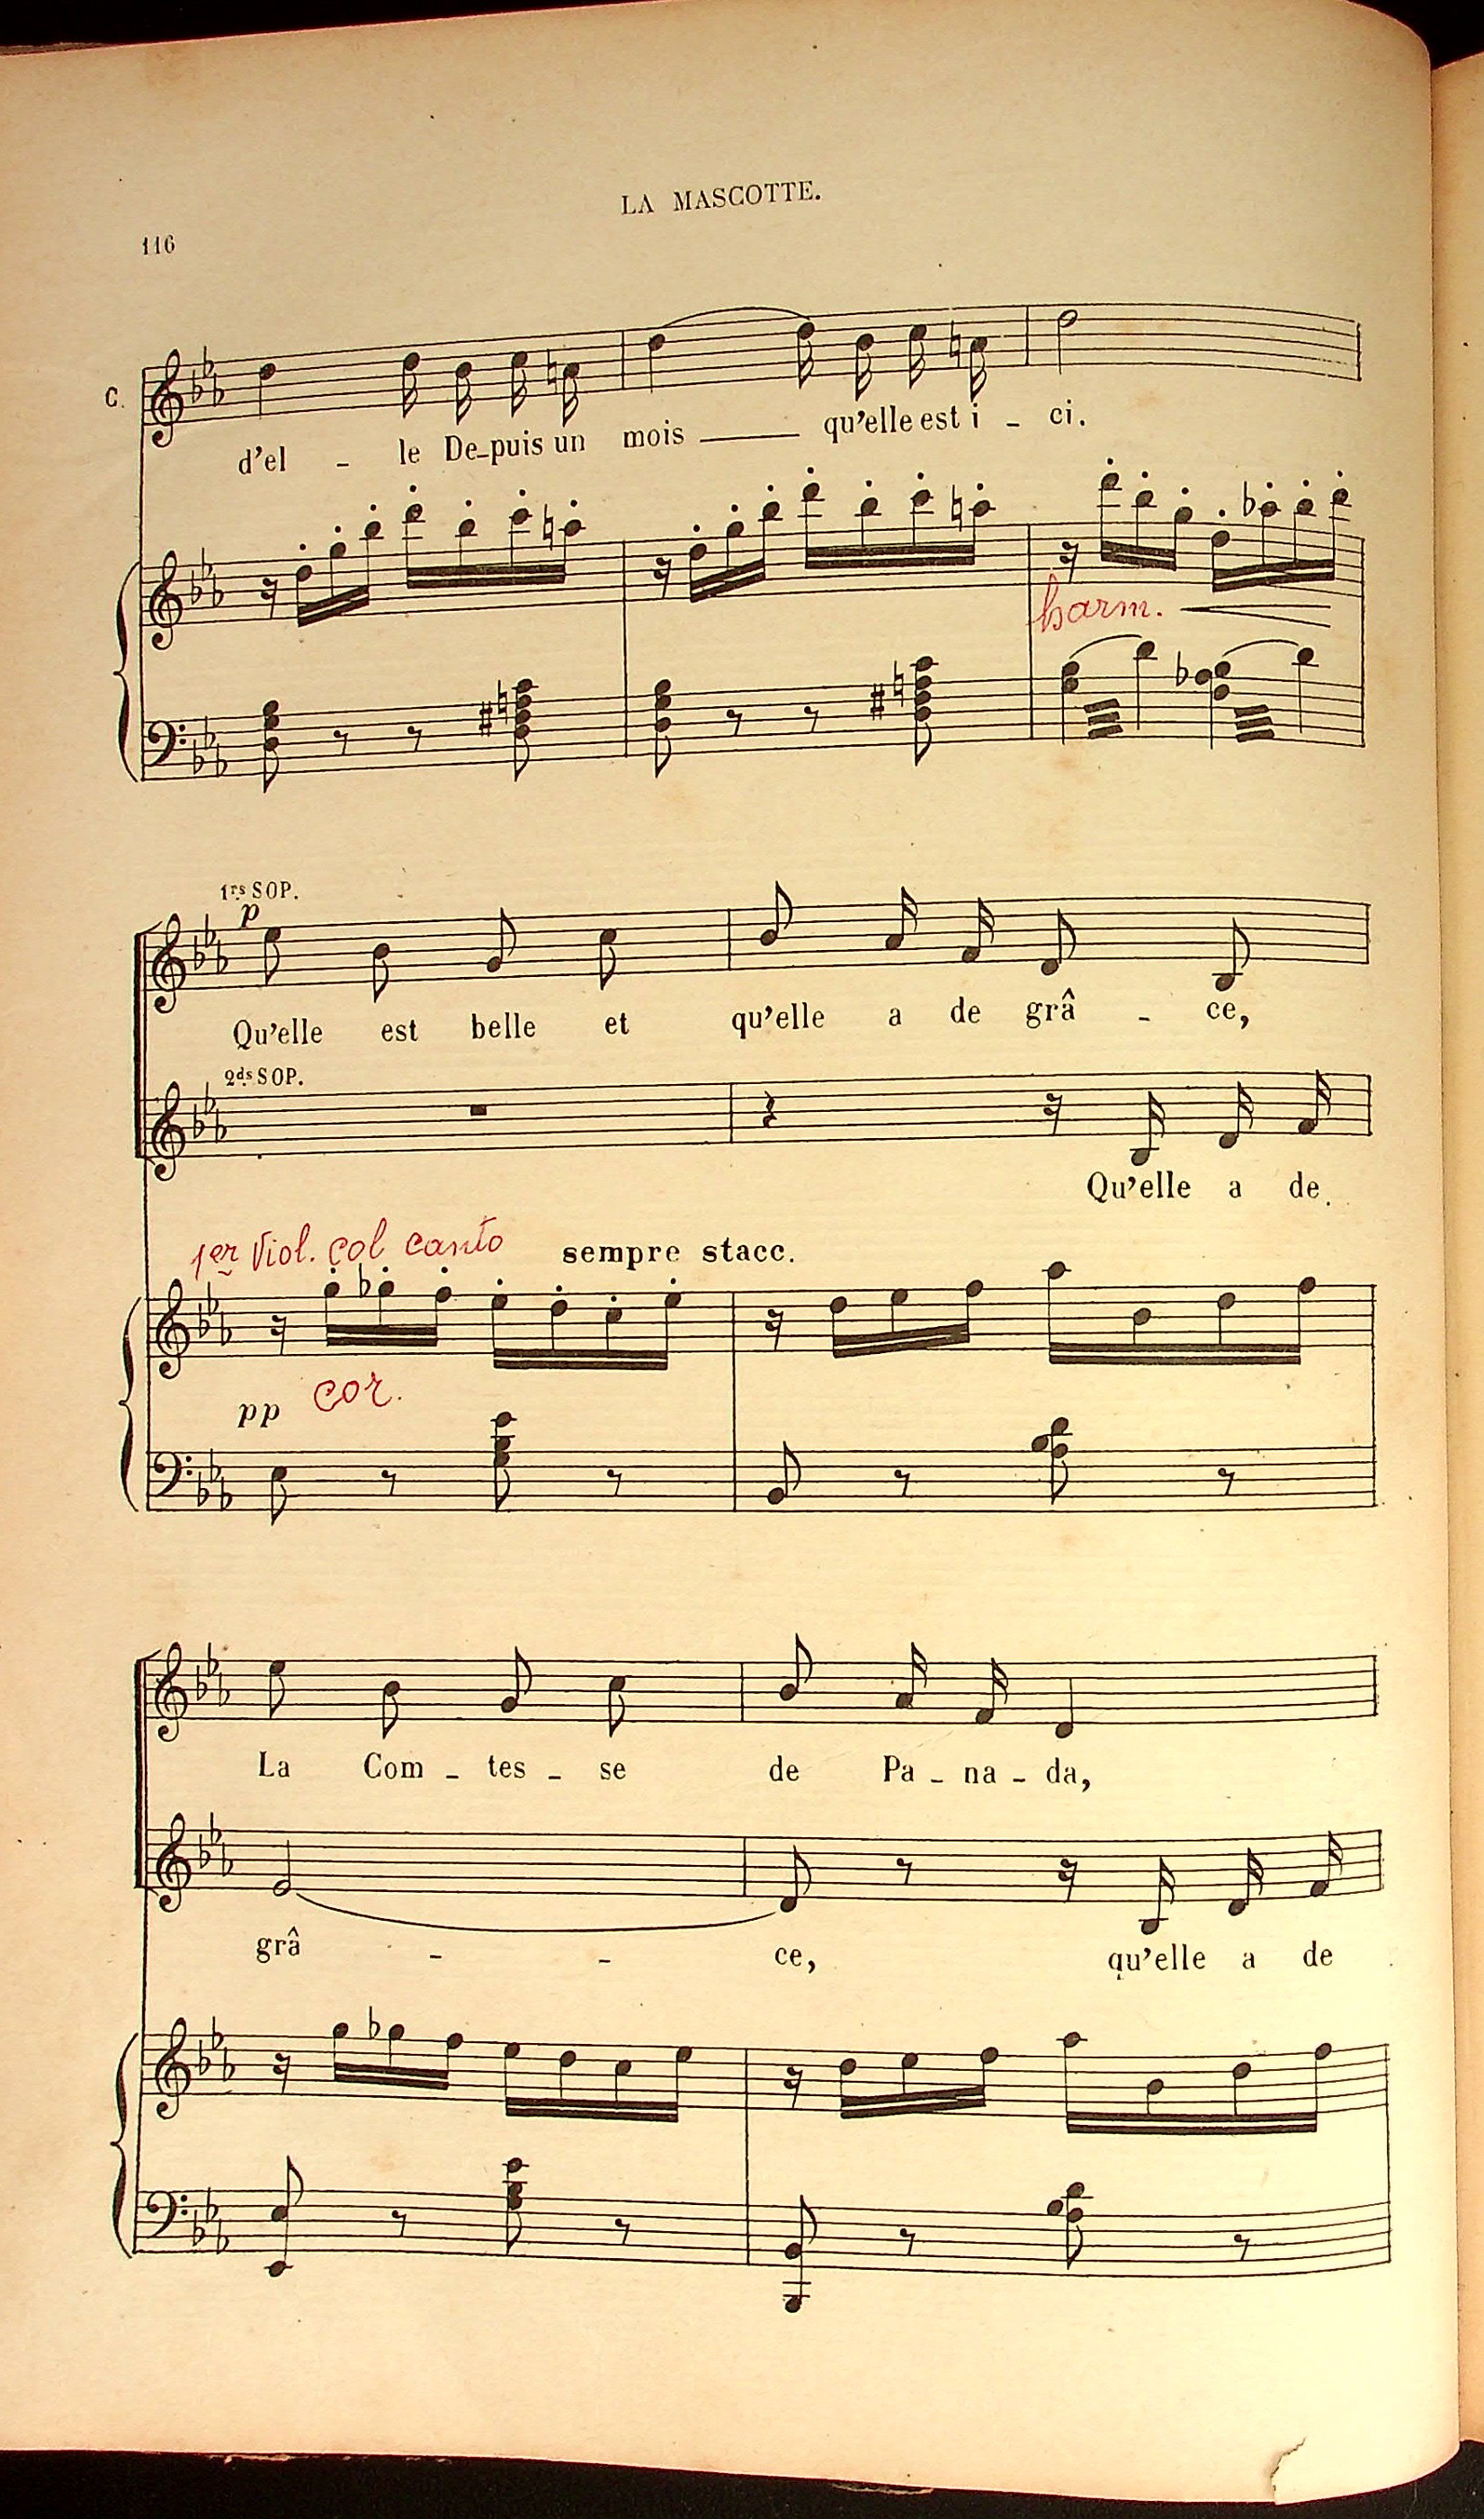 LA MASCOTTE.
116
C.
d'el - le De-puis un mois qu'elle est i - ci.
harm.
1rs SOP.
p
Qu'elle est belle et qu'elle a de grâ - ce,
2ds SOP.
Qu'elle a de
1er Viol. col canto sempre stacc.
pp cor.
La Com - tes - se de Pa - na - da,
grâ - - ce, qu'elle a de